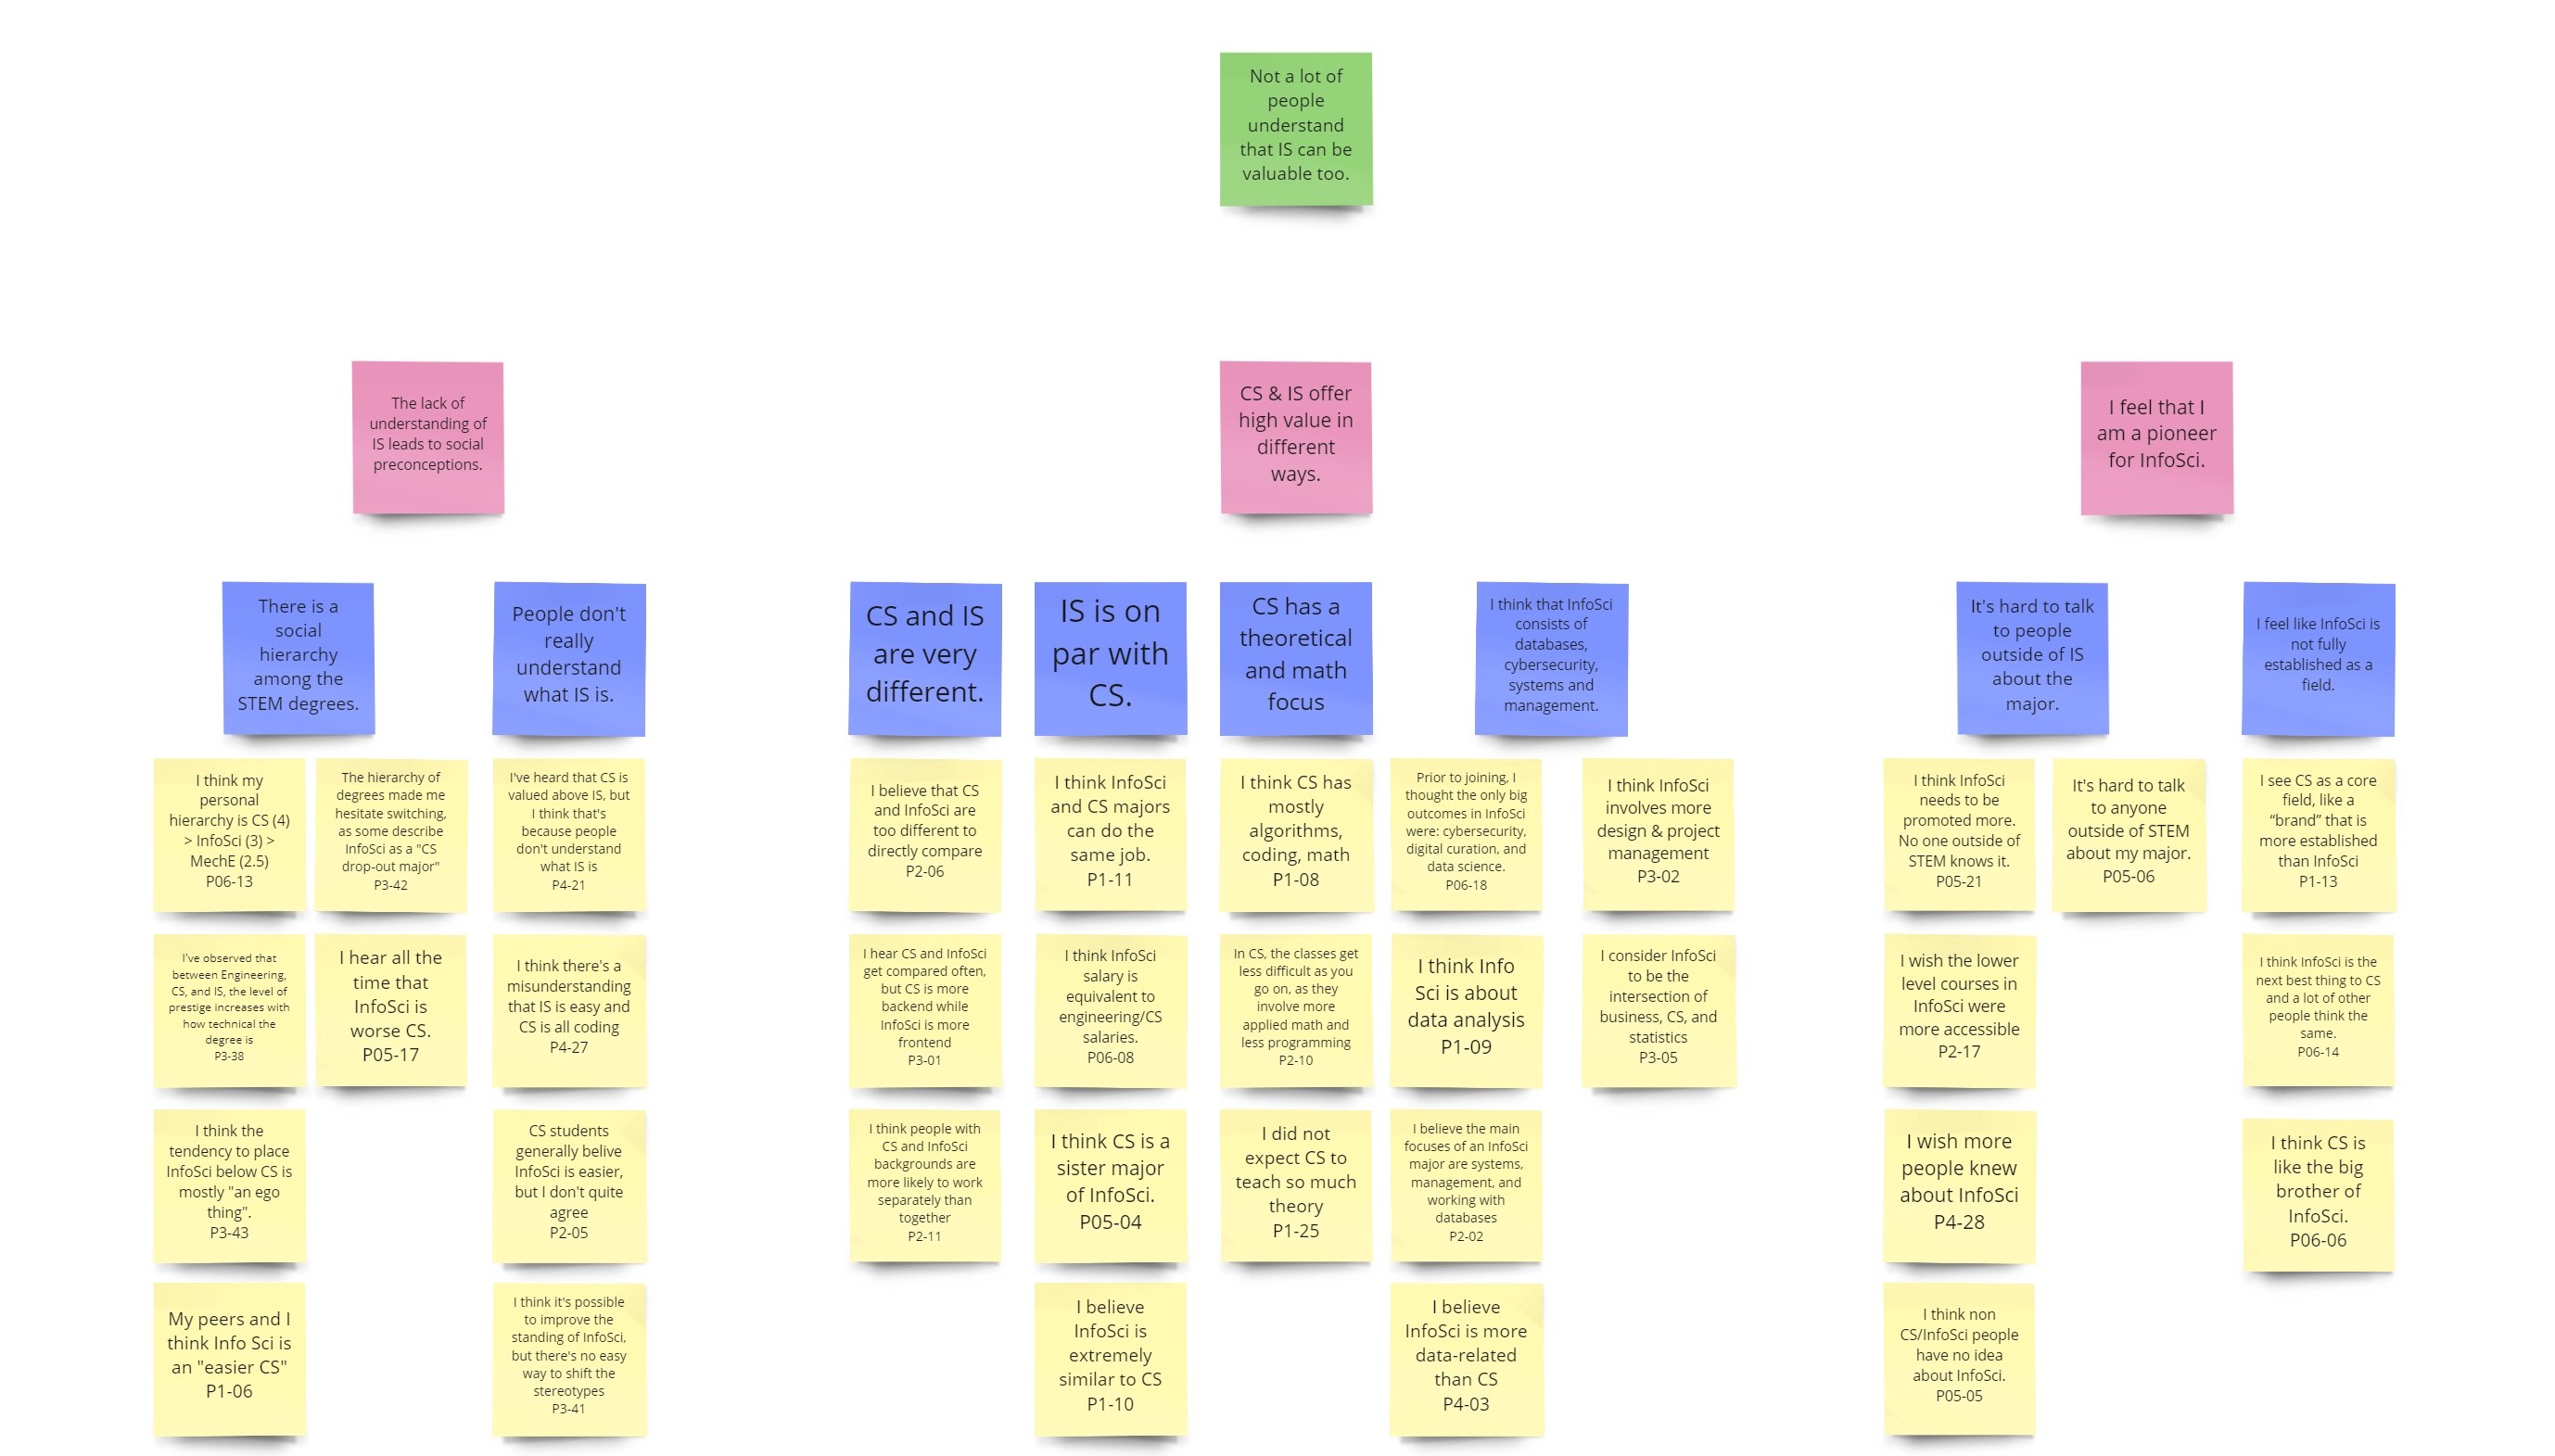 Not a lot of
people
understand
that IS can be
valuable too.
The lack of
understanding of
IS leads to social
preconceptions.
CS & IS offer
high value in
different
ways.
I feel that I
am a pioneer
for InfoSci.
There is a
social
hierarchy
among the
STEM degrees.
People don't
really
understand
what IS is.
CS and IS
are very
different.
IS is on
par with
CS.
CS has a
theoretical
and math
focus
I think that InfoSci
consists of
databases,
cybersecurity,
systems and
management.
It's hard to talk
to people
outside of IS
about the
major.
I feel like InfoSci is
not fully
established as a
field.
I think my
personal
hierarchy is CS (4)
> InfoSci (3) >
MechE (2.5)
P06-13
The hierarchy of
degrees made me
hesitate switching,
as some describe
InfoSci as a "CS
drop-out major"
P3-42
I've heard that CS is
valued above IS, but
I think that's
because people
don't understand
what IS is
P4-21
I believe that CS
and InfoSci are
too different to
directly compare
P2-06
I think InfoSci
and CS majors
can do the
same job.
P1-11
I think CS has
mostly
algorithms,
coding, math
P1-08
Prior to joining, I
thought the only big
outcomes in InfoSci
were: cybersecurity,
digital curation, and
data science.
P06-18
I think InfoSci
involves more
design & project
management
P3-02
I think InfoSci
needs to be
promoted more.
No one outside of
STEM knows it.
P05-21
It's hard to talk
to anyone
outside of STEM
about my major.
P05-06
I see CS as a core
field, like a
“brand” that is
more established
than InfoSci
P1-13
I've observed that
between Engineering,
CS, and IS, the level of
prestige increases with
how technical the
degree is
P3-38
I hear all the
time that
InfoSci is
worse CS.
P05-17
I think there's a
misunderstanding
that IS is easy and
CS is all coding
P4-27
I hear CS and InfoSci
get compared often,
but CS is more
backend while
InfoSci is more
frontend
P3-01
I think InfoSci
salary is
equivalent to
engineering/CS
salaries.
P06-08
In CS, the classes get
less difficult as you
go on, as they
involve more
applied math and
less programming
P2-10
I think Info
Sci is about
data analysis
P1-09
I consider InfoSci
to be the
intersection of
business, CS, and
statistics
P3-05
I wish the lower
level courses in
InfoSci were
more accessible
P2-17
I think InfoSci is the
next best thing to CS
and a lot of other
people think the
same.
P06-14
I think the
tendency to place
InfoSci below CS is
mostly "an ego
thing".
P3-43
CS students
generally belive
InfoSci is easier,
but I don't quite
agree
P2-05
I think people with
CS and InfoSci
backgrounds are
more likely to work
separately than
together
P2-11
I think CS is a
sister major
of InfoSci.
P05-04
I did not
expect CS to
teach so much
theory
P1-25
I believe the main
focuses of an InfoSci
major are systems,
management, and
working with
databases
P2-02
I wish more
people knew
about InfoSci
P4-28
I think CS is
like the big
brother of
InfoSci.
P06-06
My peers and I
think Info Sci is
an "easier CS"
P1-06
I think it's possible
to improve the
standing of InfoSci,
but there's no easy
way to shift the
stereotypes
P3-41
I believe
InfoSci is
extremely
similar to CS
P1-10
I believe
InfoSci is more
data-related
than CS
P4-03
I think non
CS/InfoSci people
have no idea
about InfoSci.
P05-05